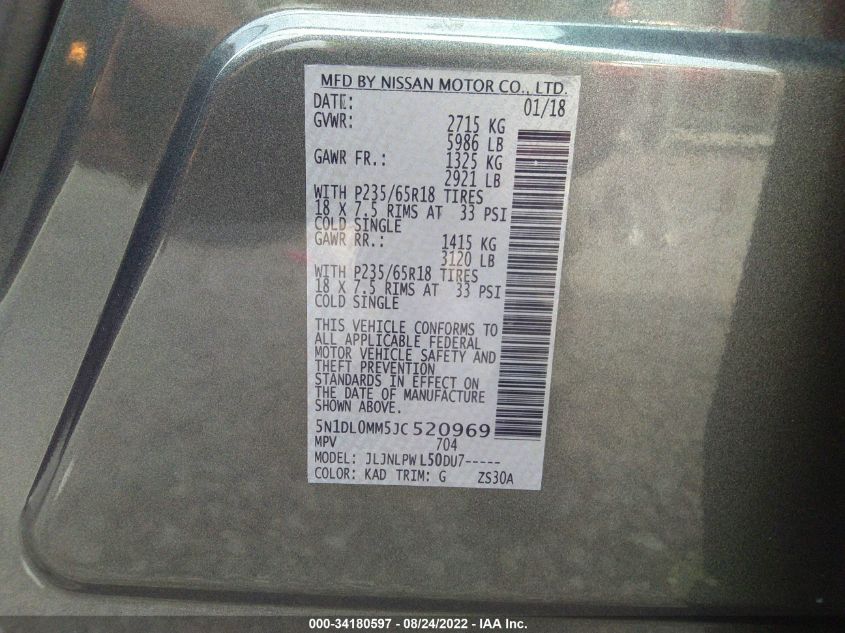 MFD BY NISSAN MOTOR CO., LTD.
DATE: 01/18
GVWR: 2715 KG
5986 LB
GAWR FR.: 1325 KG
2921 LB
WITH P235/65R18 TIRES
18 X 7.5 RIMS AT 33 PSI
COLD SINGLE
GAWR RR.: 1415 KG
3120 LB
WITH P235/65R18 TIRES
18 X 7.5 RIMS AT 33 PSI
COLD SINGLE
THIS VEHICLE CONFORMS TO
ALL APPLICABLE FEDERAL
MOTOR VEHICLE SAFETY AND
THEFT PREVENTION
STANDARDS IN EFFECT ON
THE DATE OF MANUFACTURE
SHOWN ABOVE.
5N1DL0MM5JC520969
MPV 704
MODEL: JLJNLPWL50DU7-----
COLOR: KAD TRIM: G ZS30A
000-34180597 - 08/24/2022 - IAA Inc.